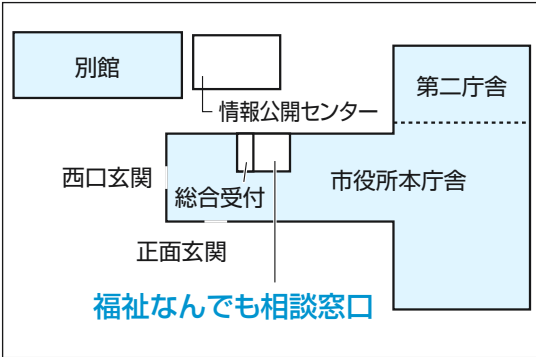 別館
情報公開センター
第二庁舎
西口玄関
総合受付
市役所本庁舎
正面玄関
福祉なんでも相談窓口